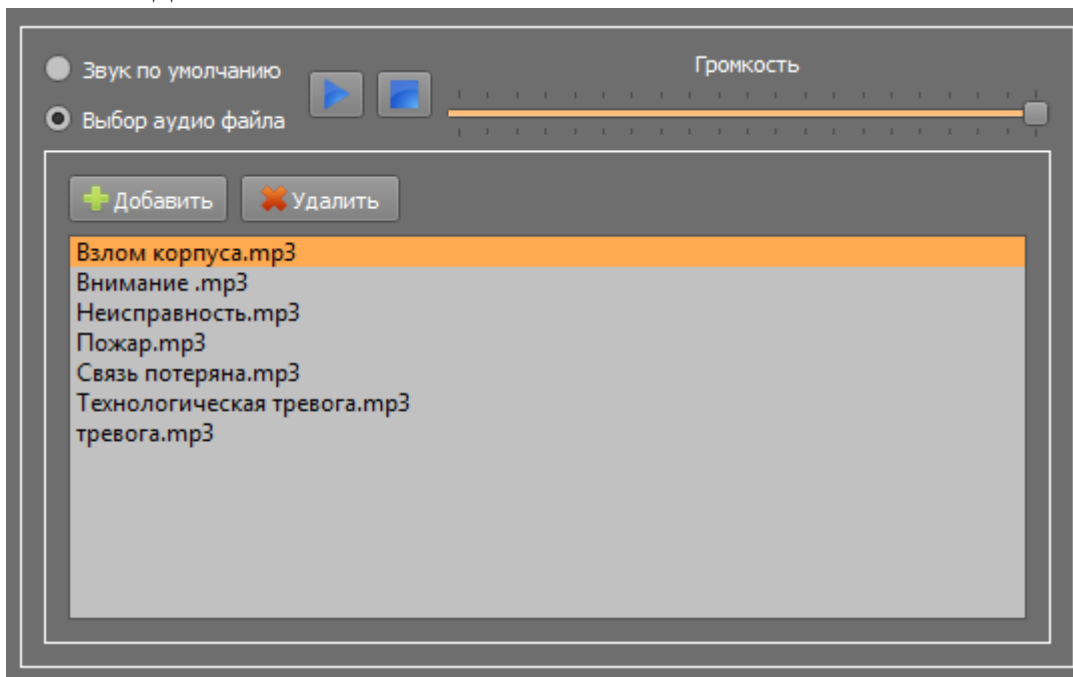 Звук по умолчанию
Громкость
Выбор аудио файла
Добавить
Удалить
Взлом корпуса.mp3
Внимание .mp3
Неисправность.mp3
Пожар.mp3
Связь потеряна.mp3
Технологическая тревога.mp3
тревога.mp3